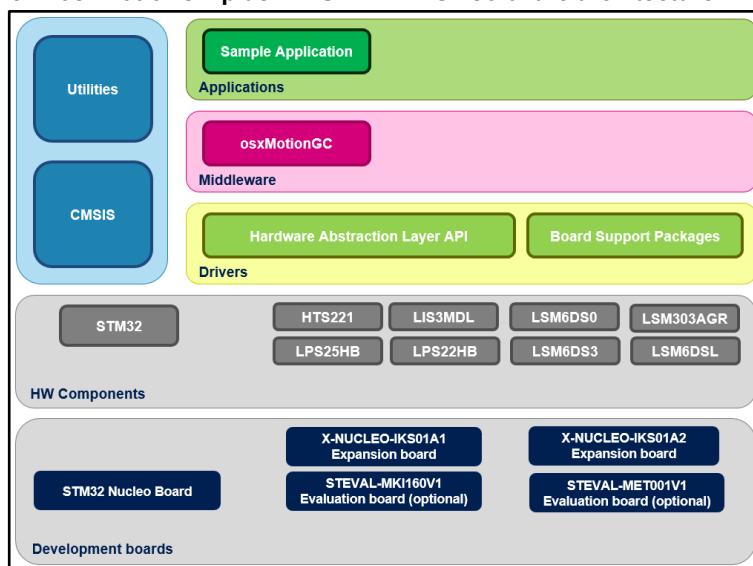 Utilities
CMSIS
Sample Application
Applications
osxMotionGC
Middleware
Hardware Abstraction Layer API
Board Support Packages
Drivers
STM32
HTS221
LIS3MDL
LSM6DS0
LSM303AGR
LPS25HB
LPS22HB
LSM6DS3
LSM6DSL
HW Components
X-NUCLEO-IKS01A1
Expansion board
X-NUCLEO-IKS01A2
Expansion board
STM32 Nucleo Board
STEVAL-MKI160V1
Evaluation board (optional)
STEVAL-MET001V1
Evaluation board (optional)
Development boards